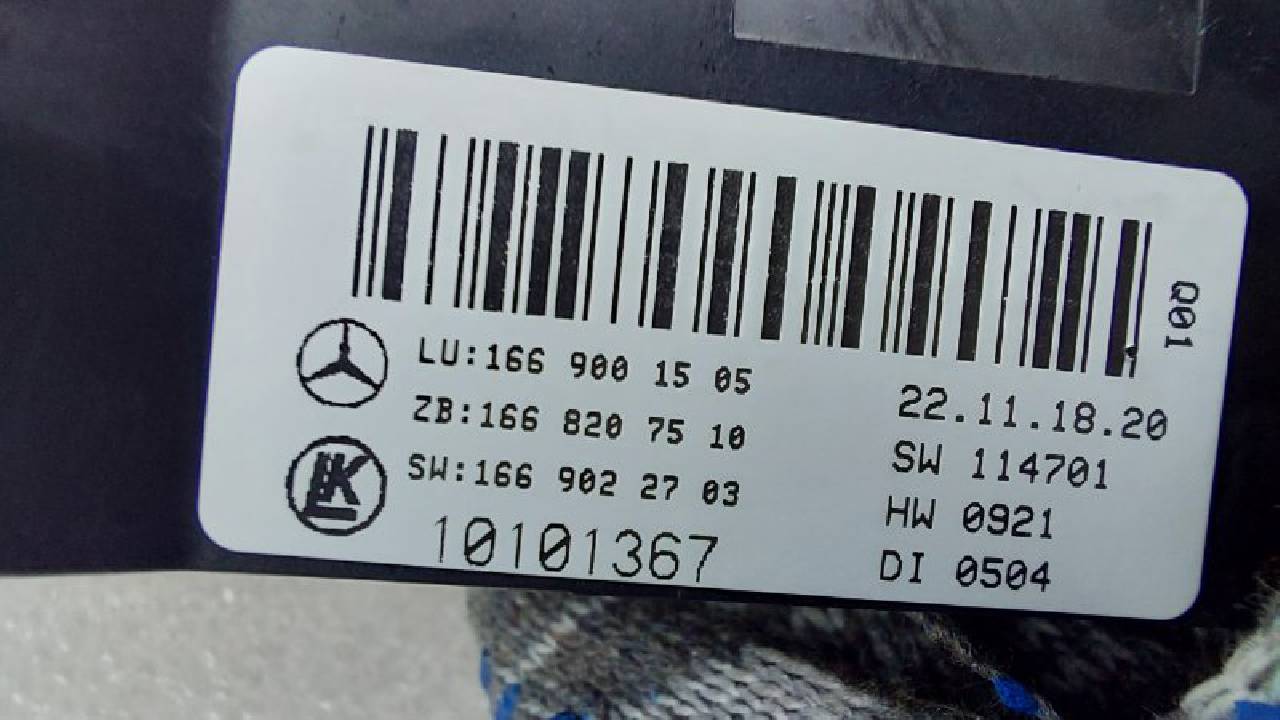 Q01
LU:166 900 15 05
ZB:166 820 75 10
SW:166 902 27 03
10101367
22.11.18.20
SW 114701
HW 0921
DI 0504
LK